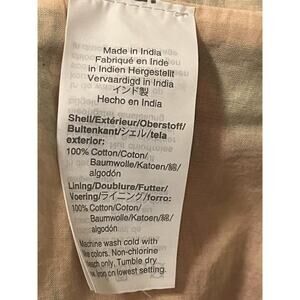 Made in India
Fabriqué en Inde
in Indien Hergestellt
Vervaardigd in India
インド製
Hecho en India
Shell/Extérieur/Oberstoff/
Buitenkant/シェル/tela
exterior:
100% Cotton/Coton/
Baumwolle/Katoen/綿/
algodón
Lining/Doublure/Futter/
Voering/ライニング/forro:
100% Cotton/Coton/
Baumwolle/Katoen/綿/
algodón
Machine wash cold with
like colors. Non-chlorine
bleach only. Tumble dry
low. Iron on lowest setting.